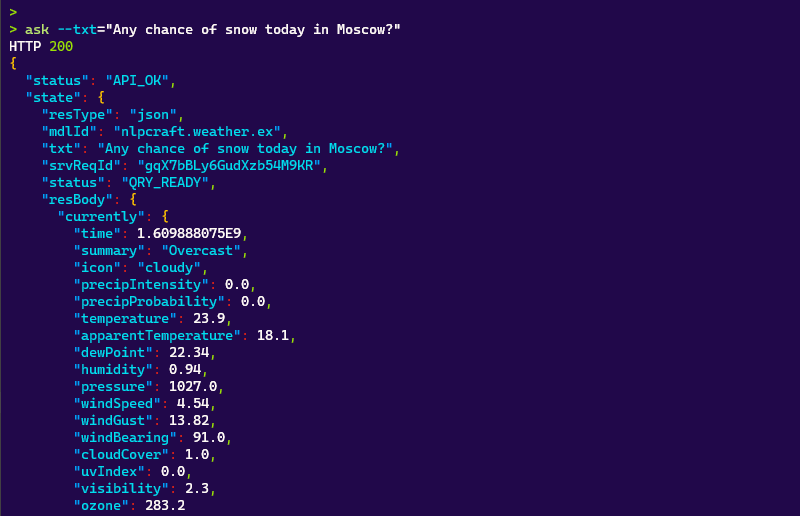 >
> ask --txt="Any chance of snow today in Moscow?"
HTTP 200
{
  "status": "API_OK",
  "state": {
    "resType": "json",
    "mdlId": "nlpcraft.weather.ex",
    "txt": "Any chance of snow today in Moscow?",
    "srvReqId": "gqX7bBLy6GudXzb54M9KR",
    "status": "QRY_READY",
    "resBody": {
      "currently": {
        "time": 1.609888075E9,
        "summary": "Overcast",
        "icon": "cloudy",
        "precipIntensity": 0.0,
        "precipProbability": 0.0,
        "temperature": 23.9,
        "apparentTemperature": 18.1,
        "dewPoint": 22.34,
        "humidity": 0.94,
        "pressure": 1027.0,
        "windSpeed": 4.54,
        "windGust": 13.82,
        "windBearing": 91.0,
        "cloudCover": 1.0,
        "uvIndex": 0.0,
        "visibility": 2.3,
        "ozone": 283.2